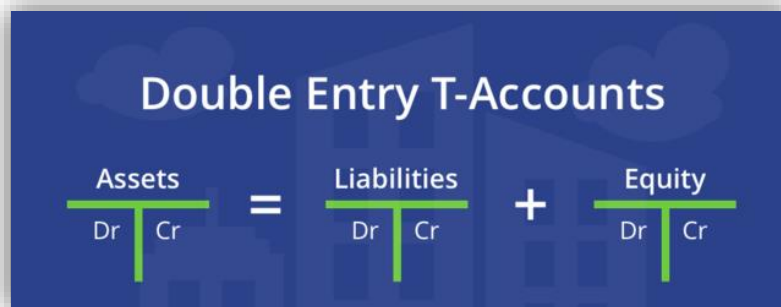 Double Entry T-Accounts
Assets = Liabilities + Equity
Dr Cr Dr Cr Dr Cr